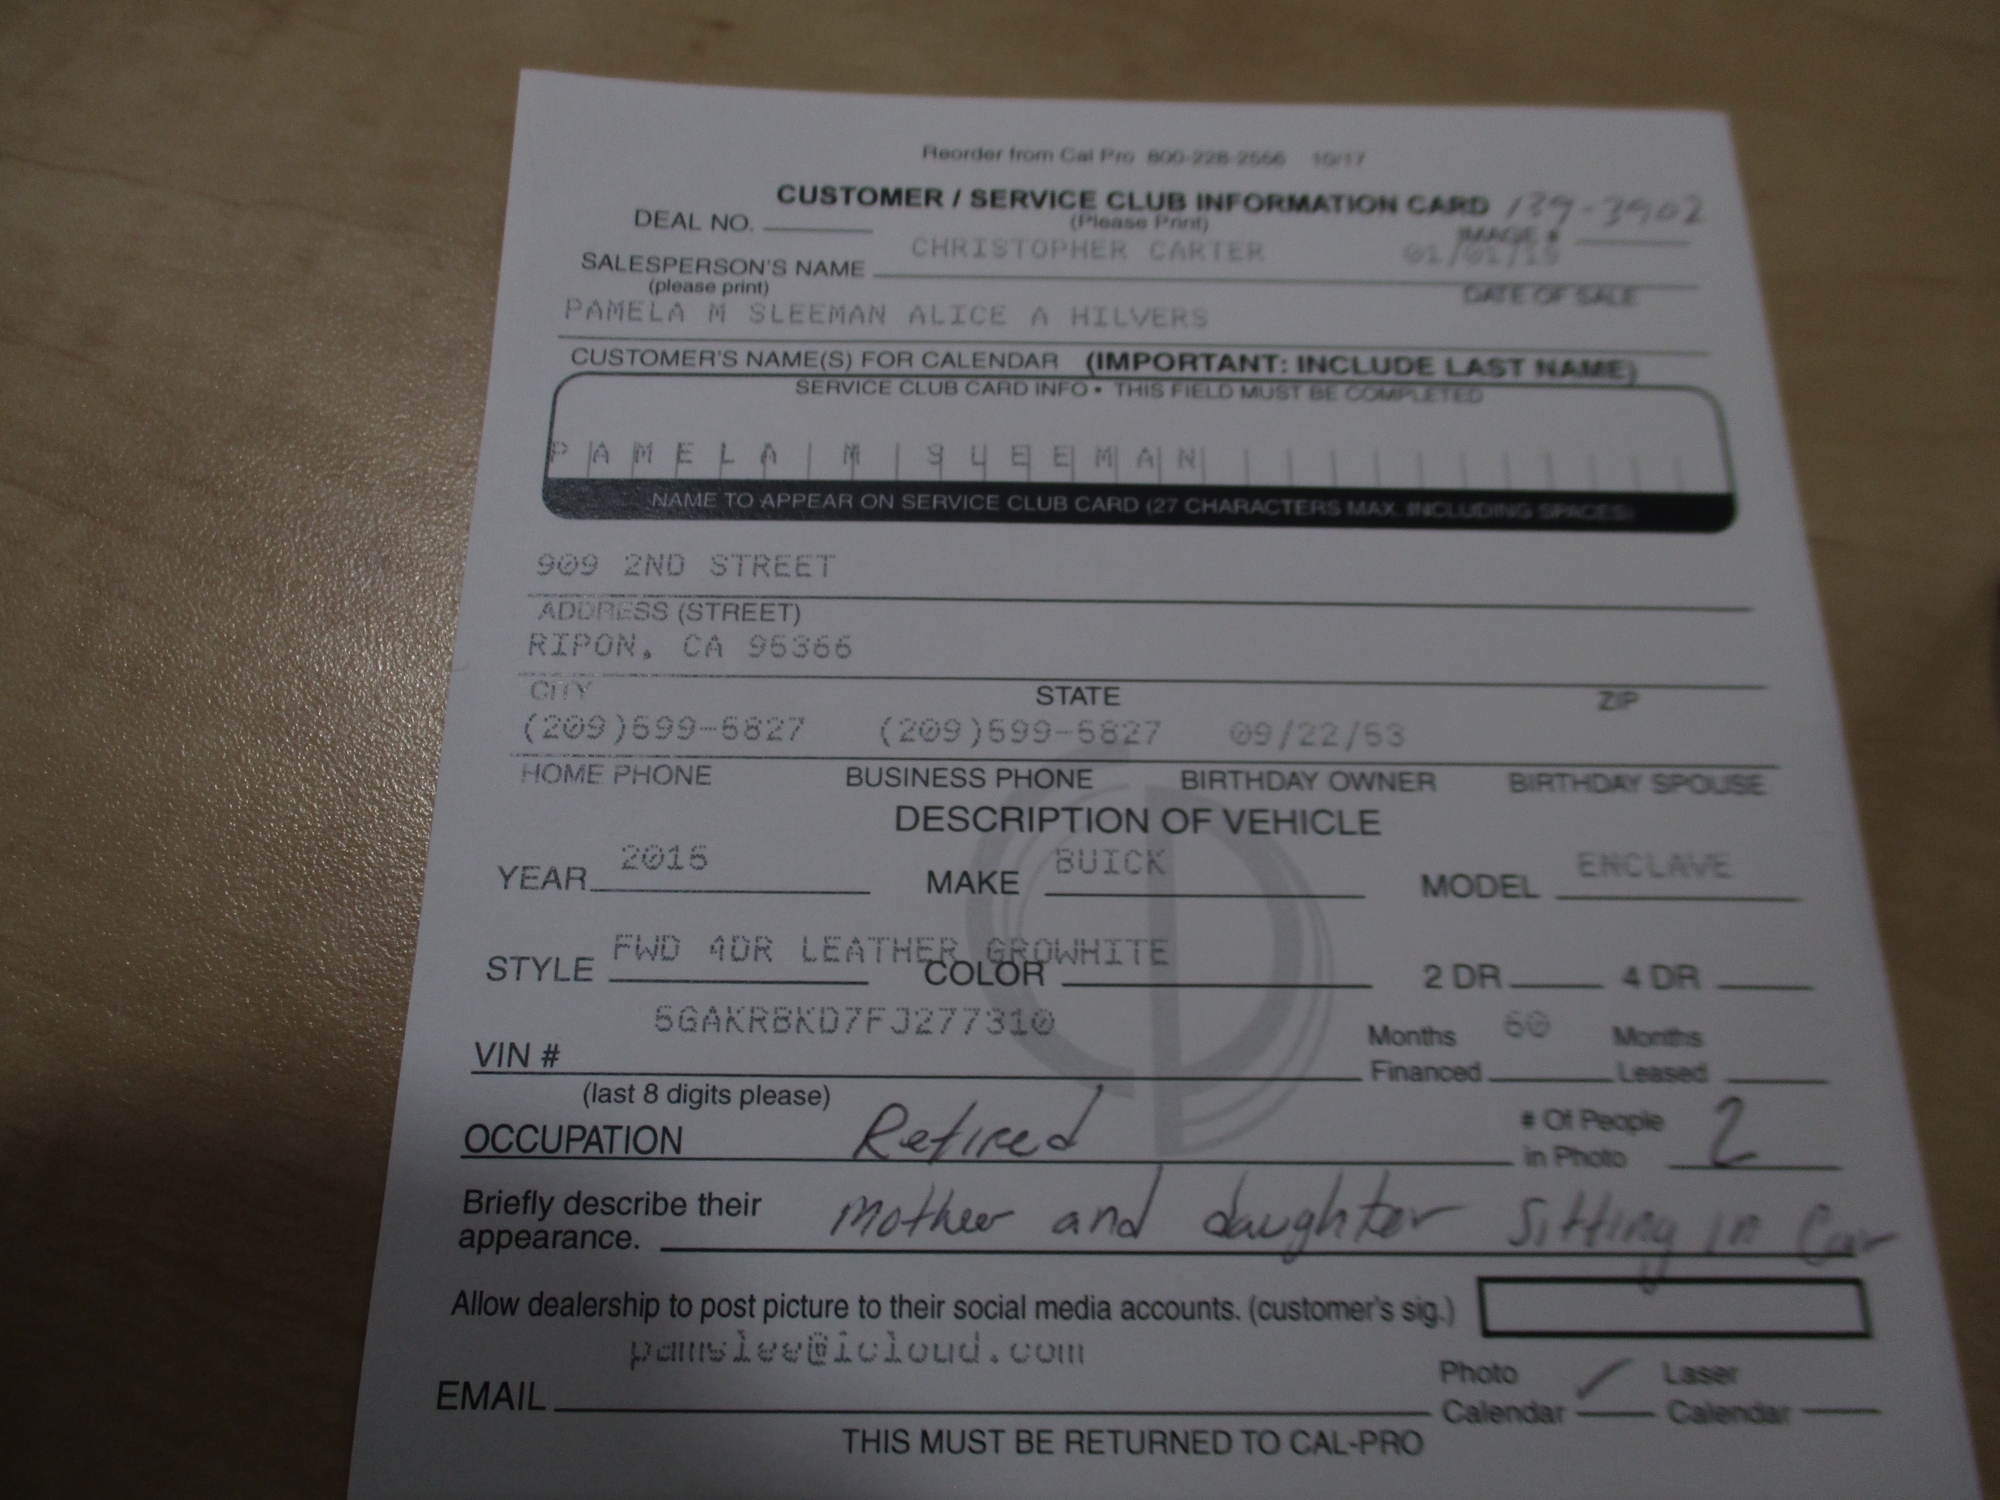 Reorder from Cal Pro 800-228-2556 10/17
CUSTOMER / SERVICE CLUB INFORMATION CARD 139-3902
DEAL NO. (Please Print) IMAGE #
CHRISTOPHER CARTER
SALESPERSON'S NAME
(please print) DATE OF SALE
PAMELA M SLEEMAN ALICE A HILVERS
CUSTOMER'S NAME(S) FOR CALENDAR (IMPORTANT: INCLUDE LAST NAME)
SERVICE CLUB CARD INFO • THIS FIELD MUST BE COMPLETED
PAMELA M SLEEMAN
NAME TO APPEAR ON SERVICE CLUB CARD (27 CHARACTERS MAX. INCLUDING SPACES)
909 2ND STREET
ADDRESS (STREET)
RIPON, CA 95366
CITY STATE ZIP
(209)599-5827 (209)599-5827 09/22/53
HOME PHONE BUSINESS PHONE BIRTHDAY OWNER BIRTHDAY SPOUSE
DESCRIPTION OF VEHICLE
YEAR 2015 MAKE BUICK MODEL ENCLAVE
FWD 4DR LEATHER GROWHITE
STYLE COLOR 2 DR 4 DR
5GAKRBKD7FJ277310 Months 60 Months
VIN # Financed Leased
(last 8 digits please)
OCCUPATION Retired # Of People in Photo 2
Briefly describe their
appearance. Mother and daughter Sitting in Car
Allow dealership to post picture to their social media accounts. (customer's sig.)
pamslee@icloud.com
Photo Laser
EMAIL Calendar ✓ Calendar
THIS MUST BE RETURNED TO CAL-PRO